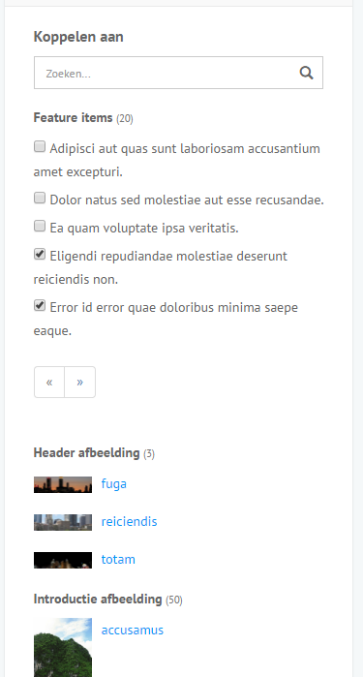 Koppelen aan
Zoeken...
Feature items (20)
Adipisci aut quas sunt laboriosam accusantium
amet excepturi.
Dolor natus sed molestiae aut esse recusandae.
Ea quam voluptate ipsa veritatis.
Eligendi repudiandae molestiae deserunt
reiciendis non.
Error id error quae doloribus minima saepe
eaque.
« »
Header afbeelding (3)
fuga
reiciendis
totam
Introductie afbeelding (50)
accusamus